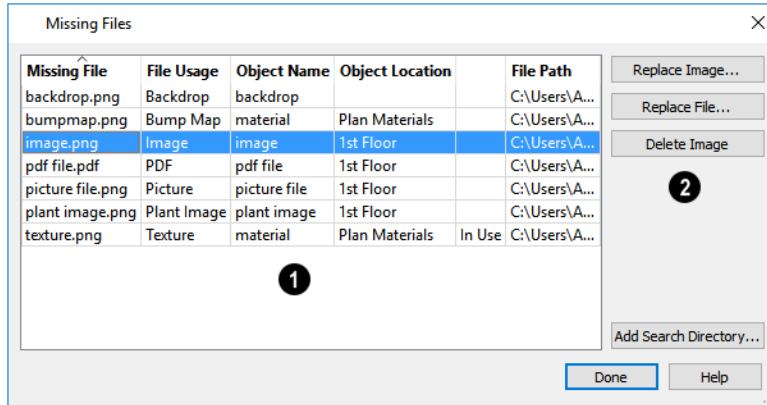 Missing Files
Missing File File Usage Object Name Object Location File Path
backdrop.png Backdrop backdrop C:\Users\A...
bumpmap.png Bump Map material Plan Materials C:\Users\A...
image.png Image image 1st Floor C:\Users\A...
pdf file.pdf PDF pdf file 1st Floor C:\Users\A...
picture file.png Picture picture file 1st Floor C:\Users\A...
plant image.png Plant Image plant image 1st Floor C:\Users\A...
texture.png Texture material Plan Materials In Use C:\Users\A...
1
Replace Image...
Replace File...
Delete Image
2
Add Search Directory...
Done Help